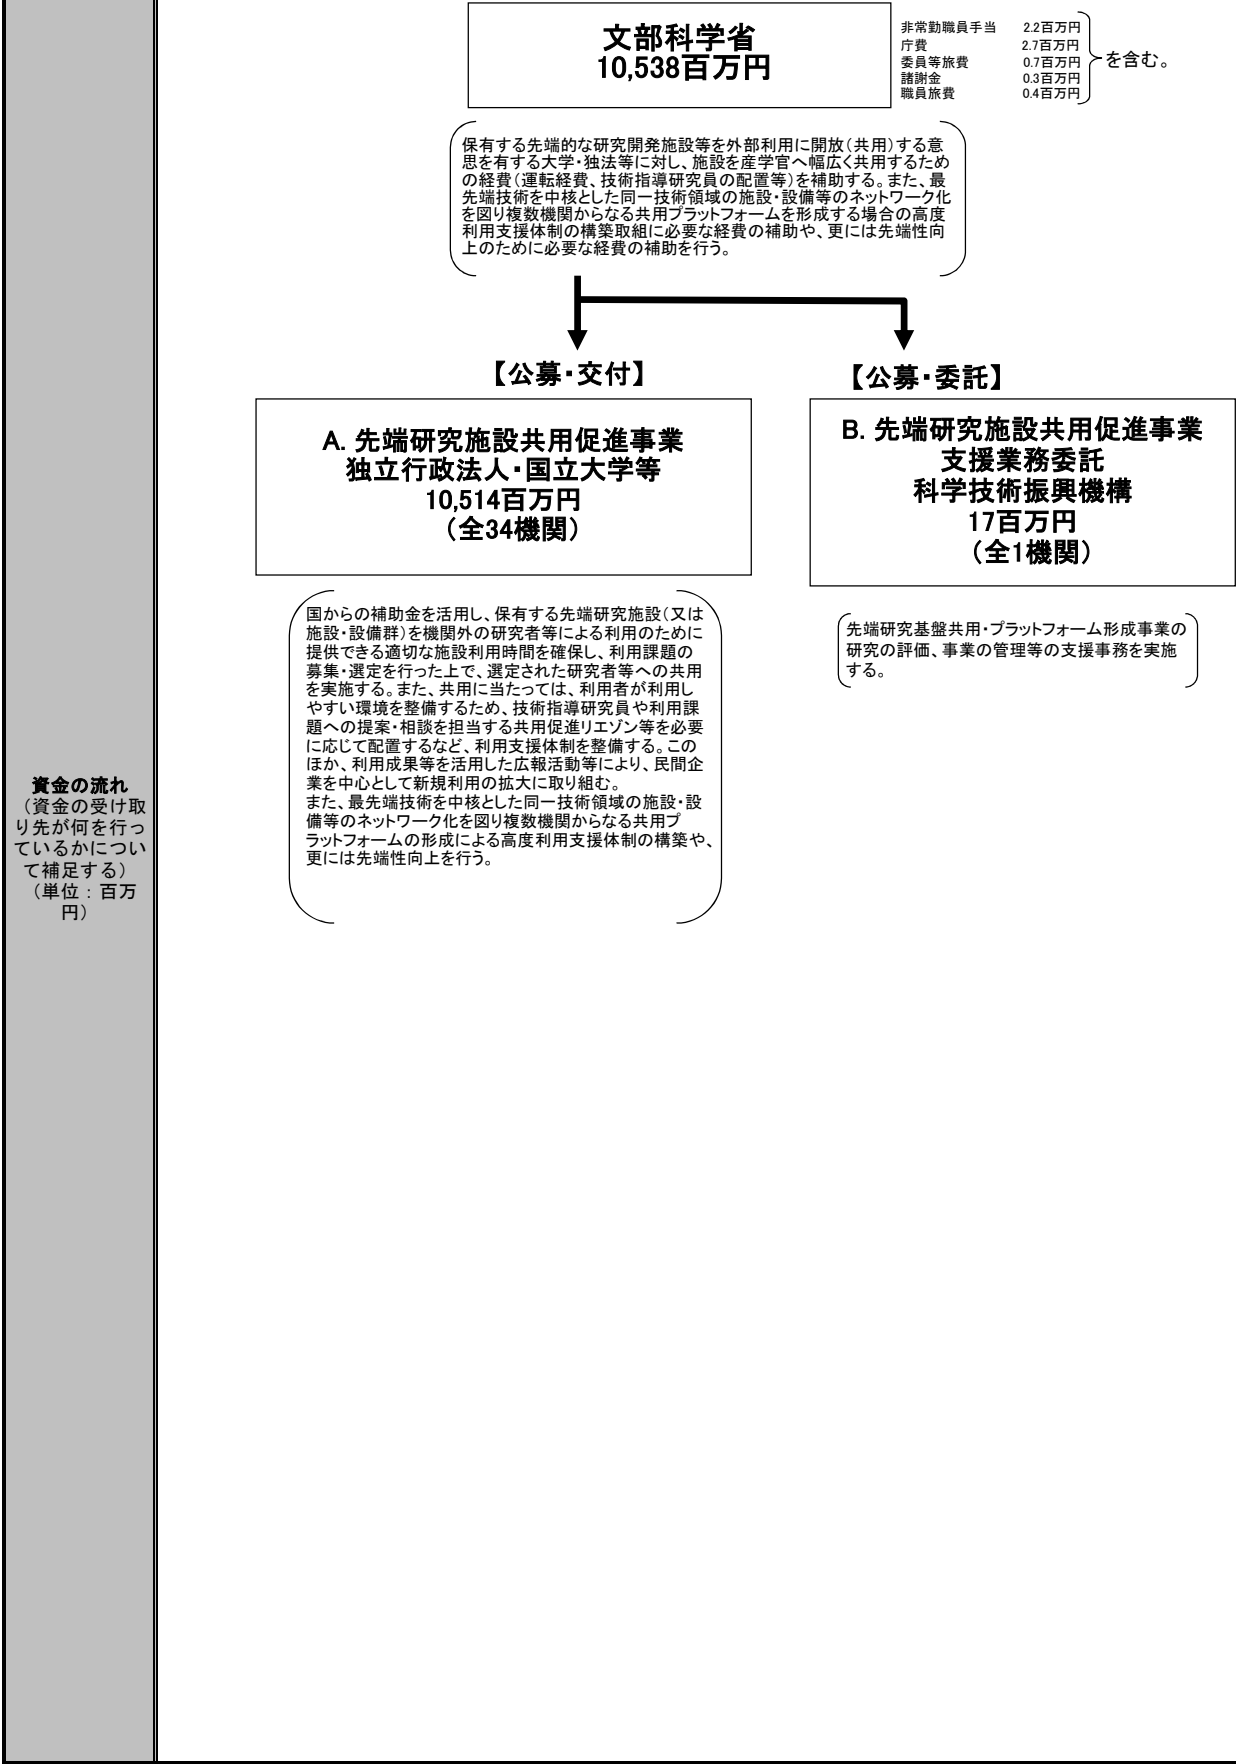 文部科学省
10,538百万円
非常勤職員手当 2.2百万円
庁費 2.7百万円
委員等旅費 0.7百万円
諸謝金 0.3百万円
職員旅費 0.4百万円
を含む。
保有する先端的な研究開発施設等を外部利用に開放(共用)する意
思を有する大学・独法等に対し、施設を産学官へ幅広く共用するため
の経費(運転経費、技術指導研究員の配置等)を補助する。また、最
先端技術を中核とした同一技術領域の施設・設備等のネットワーク化
を図り複数機関からなる共用プラットフォームを形成する場合の高度
利用支援体制の構築取組に必要な経費の補助や、更には先端性向
上のために必要な経費の補助を行う。
【公募・交付】
【公募・委託】
A. 先端研究施設共用促進事業
独立行政法人・国立大学等
10,514百万円
(全34機関)
B. 先端研究施設共用促進事業
支援業務委託
科学技術振興機構
17百万円
(全1機関)
国からの補助金を活用し、保有する先端研究施設(又は
施設・設備群)を機関外の研究者等による利用のために
提供できる適切な施設利用時間を確保し、利用課題の
募集・選定を行った上で、選定された研究者等への共用
を実施する。また、共用に当たっては、利用者が利用し
やすい環境を整備するため、技術指導研究員や利用課
題への提案・相談を担当する共用促進リエゾン等を必要
に応じて配置するなど、利用支援体制を整備する。この
ほか、利用成果等を活用した広報活動等により、民間企
業を中心として新規利用の拡大に取り組む。
また、最先端技術を中核とした同一技術領域の施設・設
備等のネットワーク化を図り複数機関からなる共用プ
ラットフォームの形成による高度利用支援体制の構築や、
更には先端性向上を行う。
先端研究基盤共用・プラットフォーム形成事業の
研究の評価、事業の管理等の支援事務を実施
する。
資金の流れ
(資金の受け取
り先が何を行っ
ているかについ
て補足する)
(単位:百万
円)